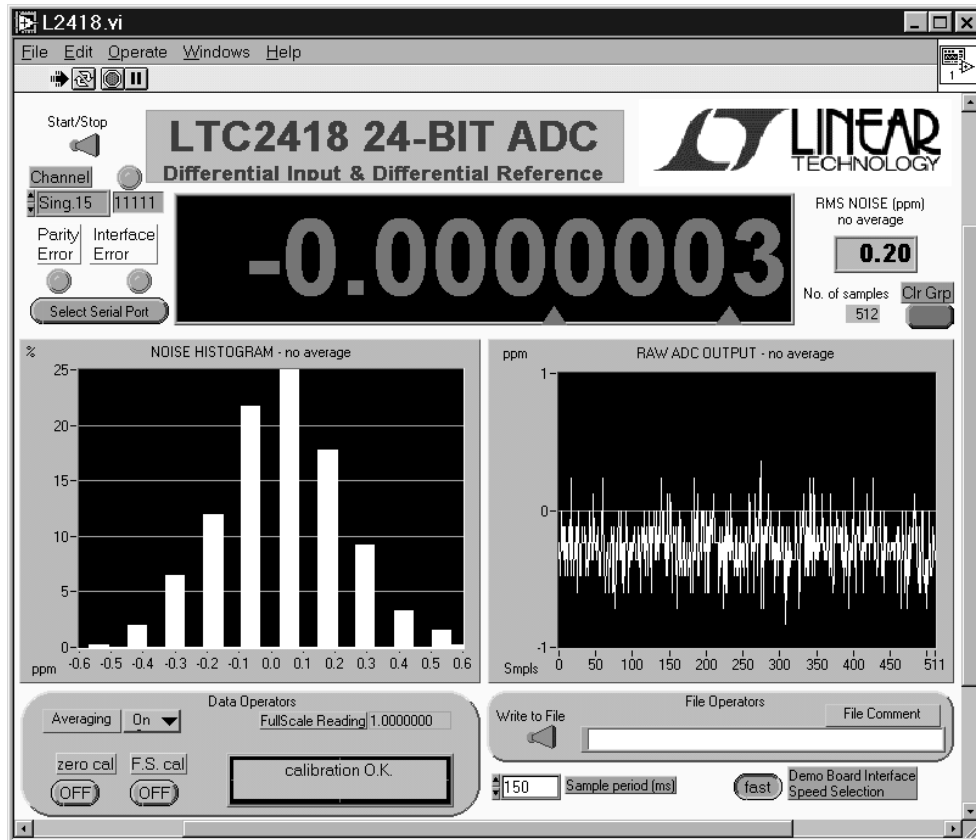 L2418.vi
File Edit Operate Windows Help
1
Start/Stop
LTC2418 24-BIT ADC
Differential Input & Differential Reference
LINEAR
TECHNOLOGY
Channel
Sing.15 11111
Parity Error
Interface Error
Select Serial Port
-0.0000003
RMS NOISE (ppm)
no average
0.20
No. of samples
512
Clr Grp
% NOISE HISTOGRAM - no average
25-
20-
15-
10-
5-
0-
ppm -0.6 -0.5 -0.4 -0.3 -0.2 -0.1 0.0 0.1 0.2 0.3 0.4 0.5 0.6
ppm RAW ADC OUTPUT - no average
1-
0-
-1-
Smpls 0 50 100 150 200 250 300 350 400 450 511
Data Operators
Averaging On
FullScale Reading 1.0000000
zero cal F.S. cal
OFF OFF
calibration O.K.
File Operators
Write to File
File Comment
150 Sample period (ms)
fast
Demo Board Interface
Speed Selection